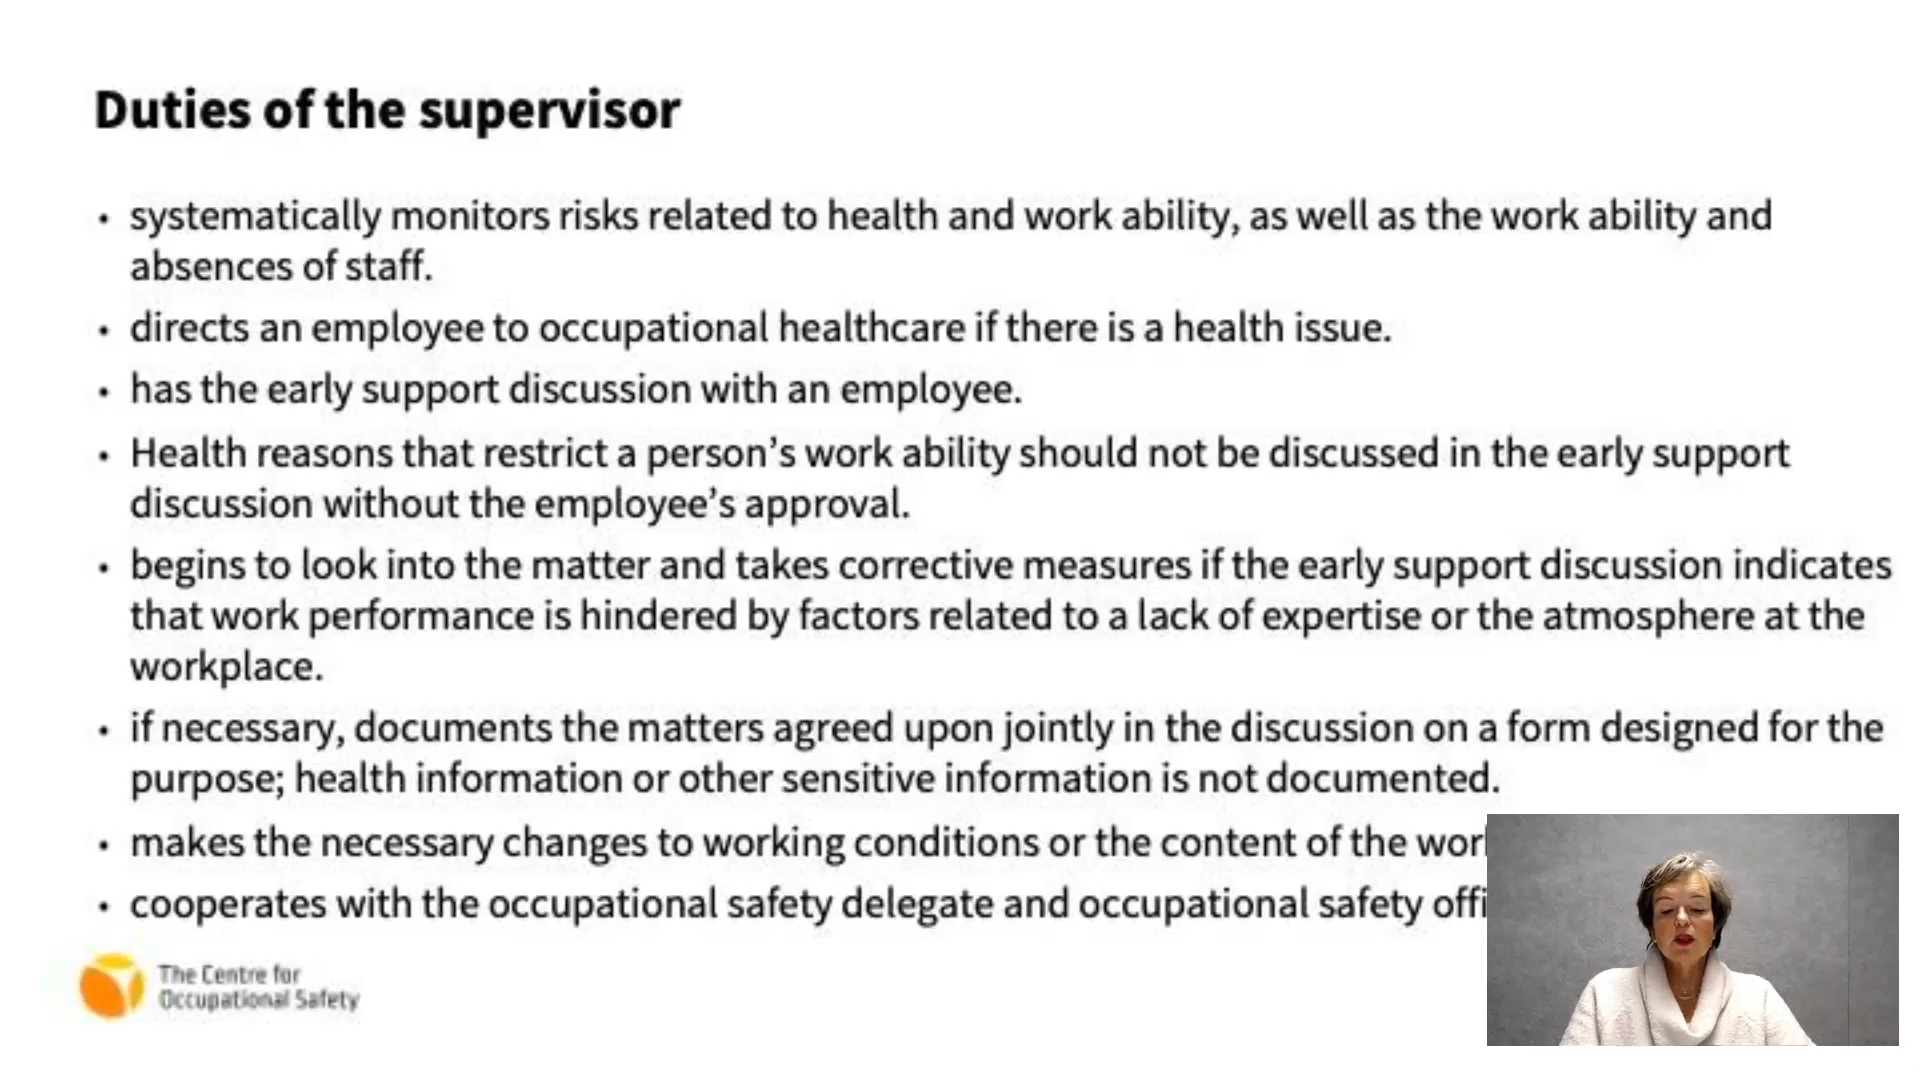 Duties of the supervisor
• systematically monitors risks related to health and work ability, as well as the work ability and
absences of staff.
• directs an employee to occupational healthcare if there is a health issue.
• has the early support discussion with an employee.
• Health reasons that restrict a person’s work ability should not be discussed in the early support
discussion without the employee’s approval.
• begins to look into the matter and takes corrective measures if the early support discussion indicates
that work performance is hindered by factors related to a lack of expertise or the atmosphere at the
workplace.
• if necessary, documents the matters agreed upon jointly in the discussion on a form designed for the
purpose; health information or other sensitive information is not documented.
• makes the necessary changes to working conditions or the content of the
• cooperates with the occupational safety delegate and occupational safety
The Centre for
Occupational Safety